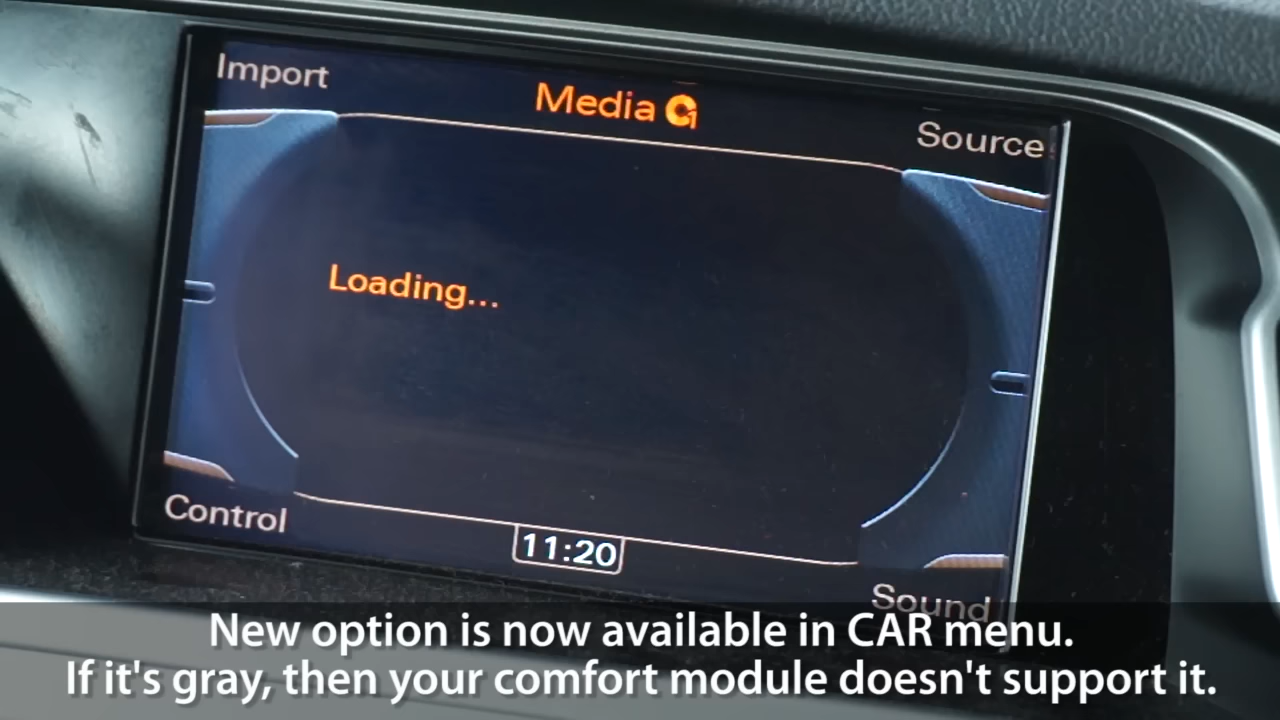 Import
Media
Source
Loading...
Control
11:20
Sound
New option is now available in CAR menu.
If it's gray, then your comfort module doesn't support it.